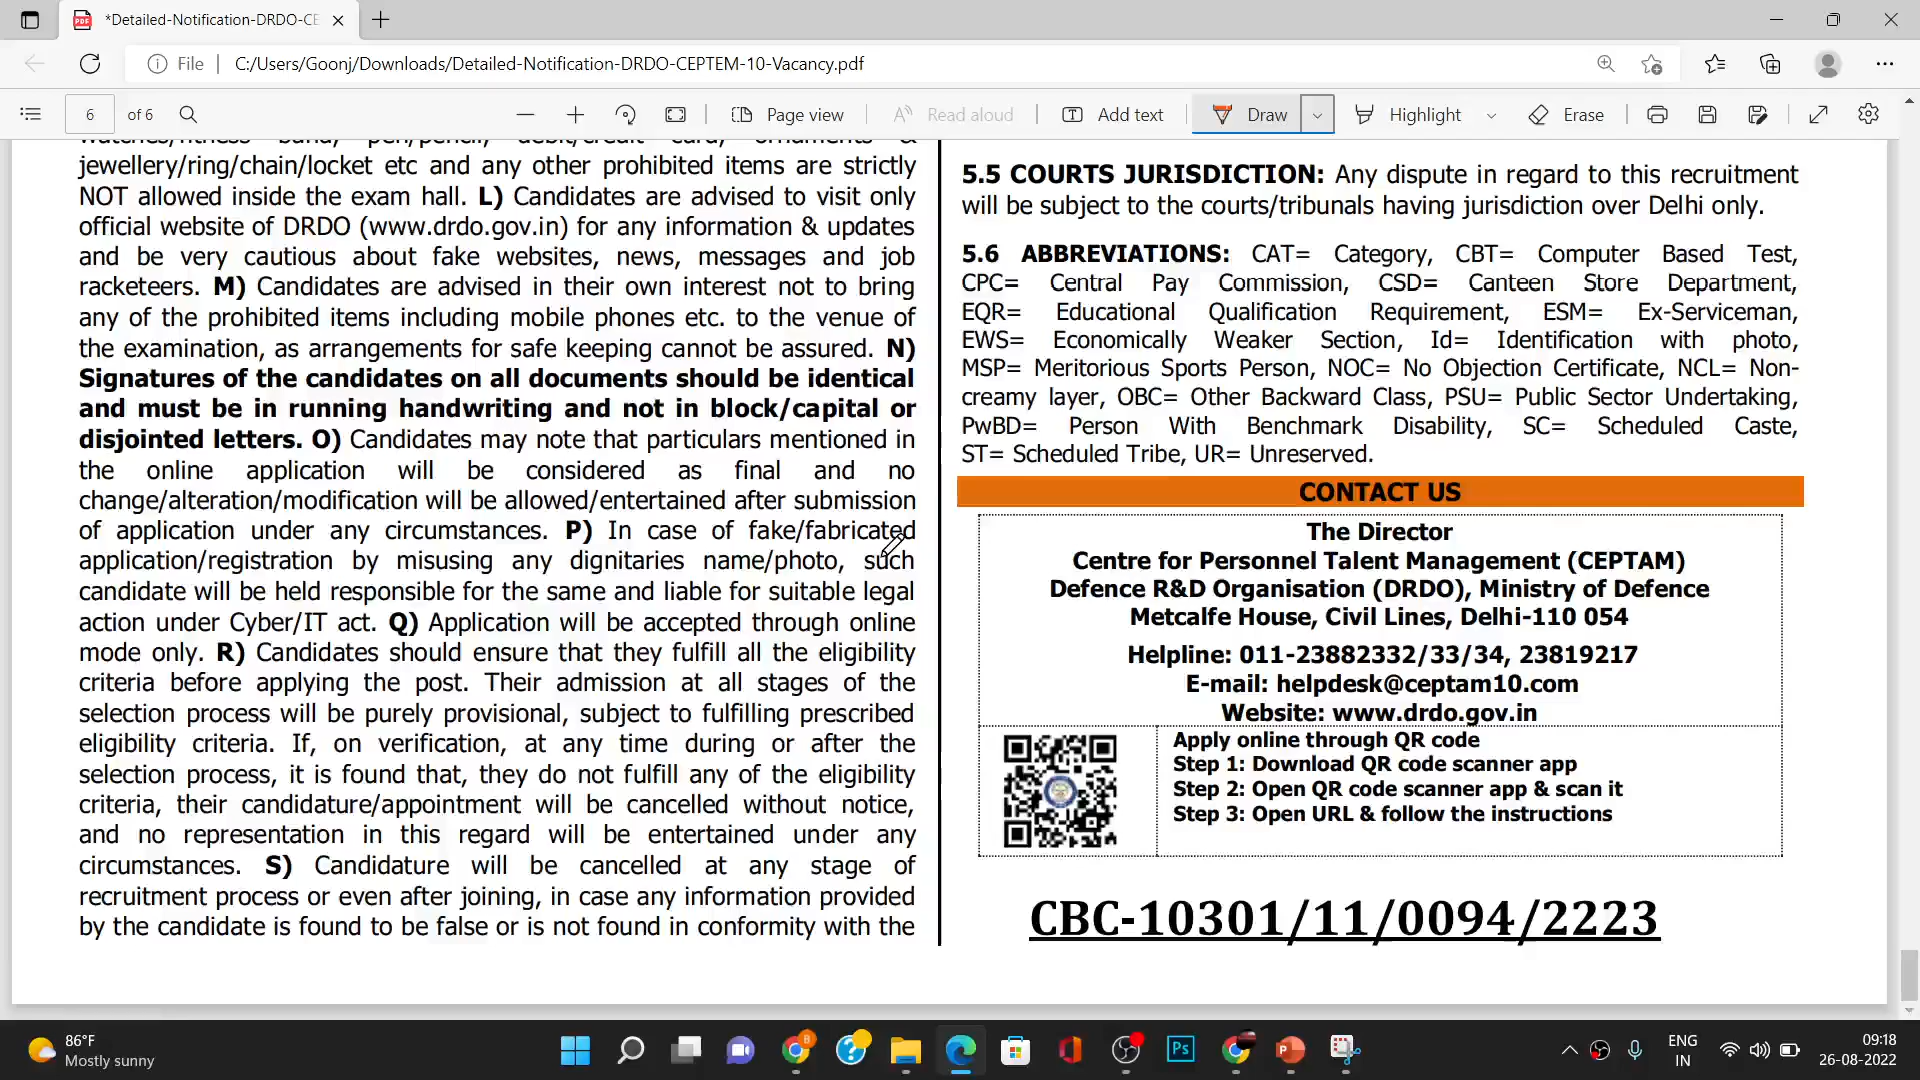 *Detailed-Notification-DRDO-CE
File
C:/Users/Goonj/Downloads/Detailed-Notification-DRDO-CEPTEM-10-Vacancy.pdf
6 of 6
Page view
Read aloud
Add text
Draw
Highlight
Erase
watches/fitness band, pen/pencil, debit/credit card, ornaments &
jewellery/ring/chain/locket etc and any other prohibited items are strictly
NOT allowed inside the exam hall. L) Candidates are advised to visit only
official website of DRDO (www.drdo.gov.in) for any information & updates
and be very cautious about fake websites, news, messages and job
racketeers. M) Candidates are advised in their own interest not to bring
any of the prohibited items including mobile phones etc. to the venue of
the examination, as arrangements for safe keeping cannot be assured. N)
Signatures of the candidates on all documents should be identical
and must be in running handwriting and not in block/capital or
disjointed letters. O) Candidates may note that particulars mentioned in
the online application will be considered as final and no
change/alteration/modification will be allowed/entertained after submission
of application under any circumstances. P) In case of fake/fabricated
application/registration by misusing any dignitaries name/photo, such
candidate will be held responsible for the same and liable for suitable legal
action under Cyber/IT act. Q) Application will be accepted through online
mode only. R) Candidates should ensure that they fulfill all the eligibility
criteria before applying the post. Their admission at all stages of the
selection process will be purely provisional, subject to fulfilling prescribed
eligibility criteria. If, on verification, at any time during or after the
selection process, it is found that, they do not fulfill any of the eligibility
criteria, their candidature/appointment will be cancelled without notice,
and no representation in this regard will be entertained under any
circumstances. S) Candidature will be cancelled at any stage of
recruitment process or even after joining, in case any information provided
by the candidate is found to be false or is not found in conformity with the
5.5 COURTS JURISDICTION: Any dispute in regard to this recruitment
will be subject to the courts/tribunals having jurisdiction over Delhi only.
5.6 ABBREVIATIONS: CAT= Category, CBT= Computer Based Test,
CPC= Central Pay Commission, CSD= Canteen Store Department,
EQR= Educational Qualification Requirement, ESM= Ex-Serviceman,
EWS= Economically Weaker Section, Id= Identification with photo,
MSP= Meritorious Sports Person, NOC= No Objection Certificate, NCL= Non-
creamy layer, OBC= Other Backward Class, PSU= Public Sector Undertaking,
PwBD= Person With Benchmark Disability, SC= Scheduled Caste,
ST= Scheduled Tribe, UR= Unreserved.
CONTACT US
The Director
Centre for Personnel Talent Management (CEPTAM)
Defence R&D Organisation (DRDO), Ministry of Defence
Metcalfe House, Civil Lines, Delhi-110 054
Helpline: 011-23882332/33/34, 23819217
E-mail: helpdesk@ceptam10.com
Website: www.drdo.gov.in
Apply online through QR code
Step 1: Download QR code scanner app
Step 2: Open QR code scanner app & scan it
Step 3: Open URL & follow the instructions
CBC-10301/11/0094/2223
86°F
Mostly sunny
ENG
IN
09:18
26-08-2022